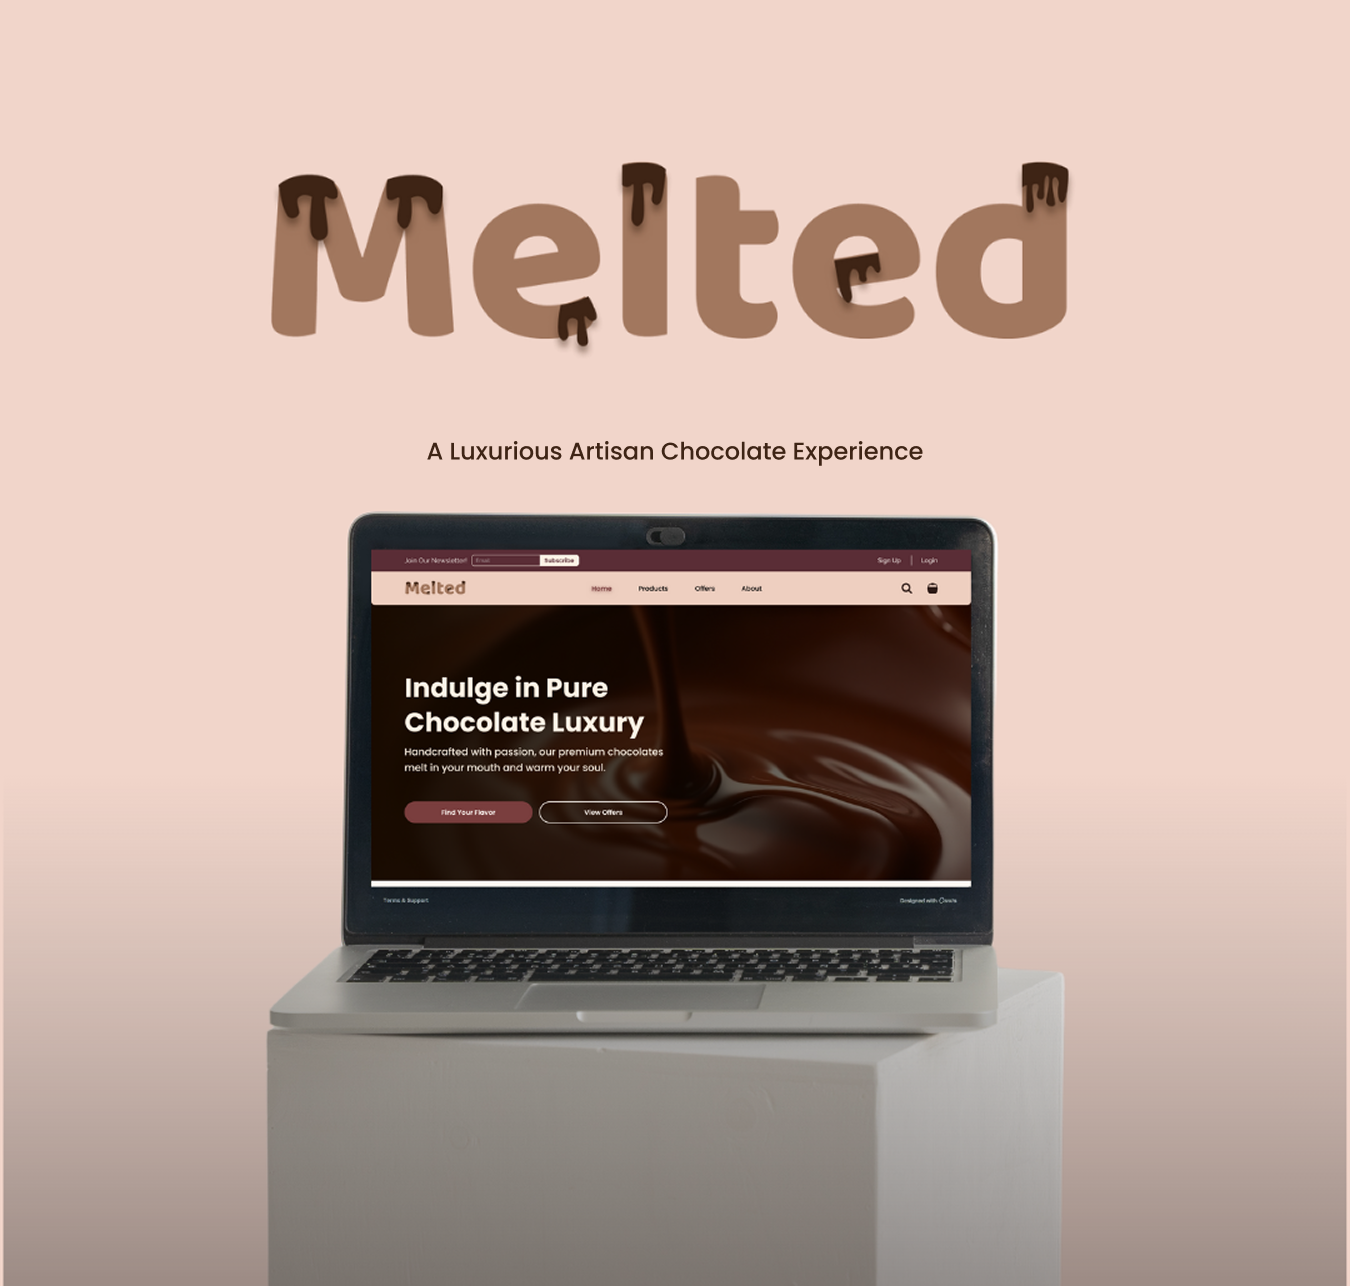 Melted
A Luxurious Artisan Chocolate Experience
Join Our Newsletter! Email Subscribe Sign Up Login
Melted Home Products Offers About
Indulge in Pure
Chocolate Luxury
Handcrafted with passion, our premium chocolates
melt in your mouth and warm your soul.
Find Your Flavor View Offers
Terms & Support Designed with